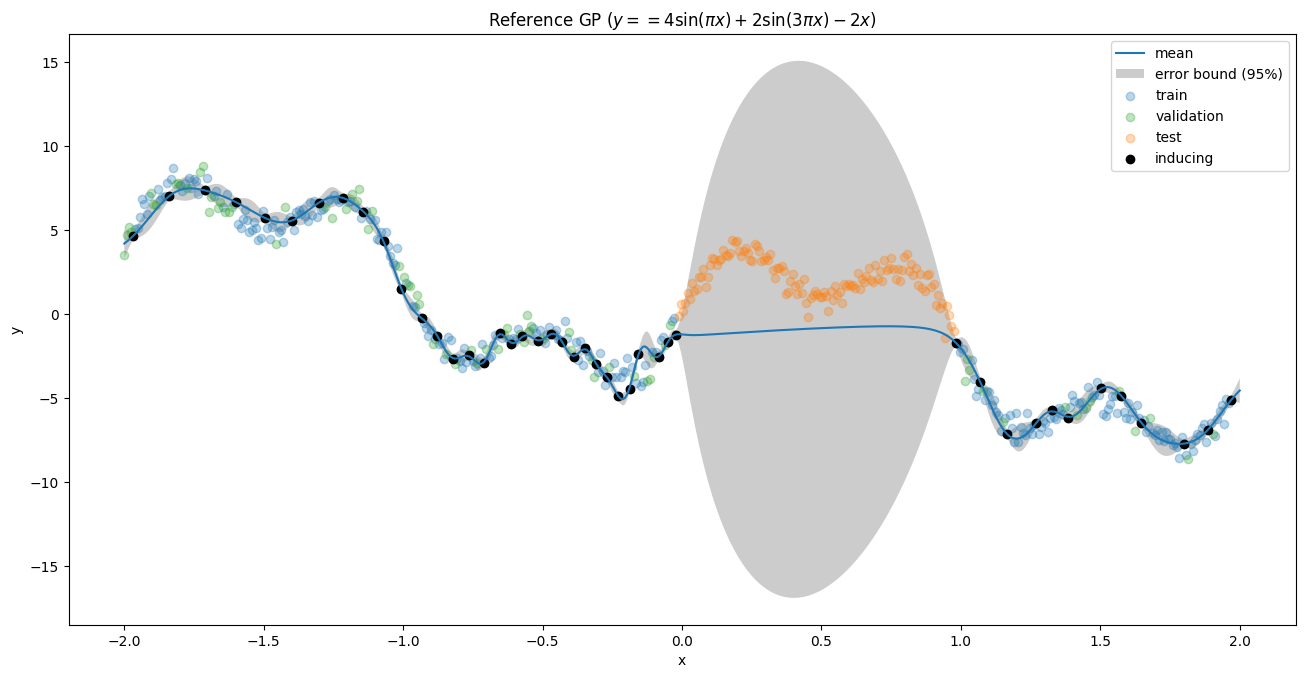 Reference GP (y == 4sin(πx) + 2sin(3πx) − 2x)
mean
error bound (95%)
train
validation
test
inducing
15
10
5
0
−5
−10
−15
y
−2.0 −1.5 −1.0 −0.5 0.0 0.5 1.0 1.5 2.0
x